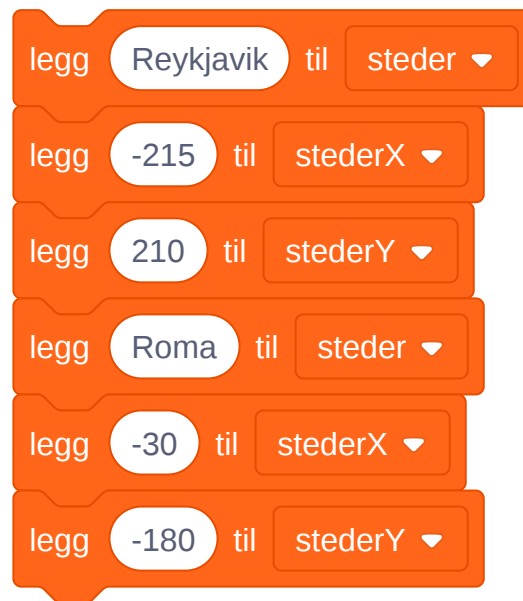 legg Reykjavik til steder
legg -215 til stederX
legg 210 til stederY
legg Roma til steder
legg -30 til stederX
legg -180 til stederY